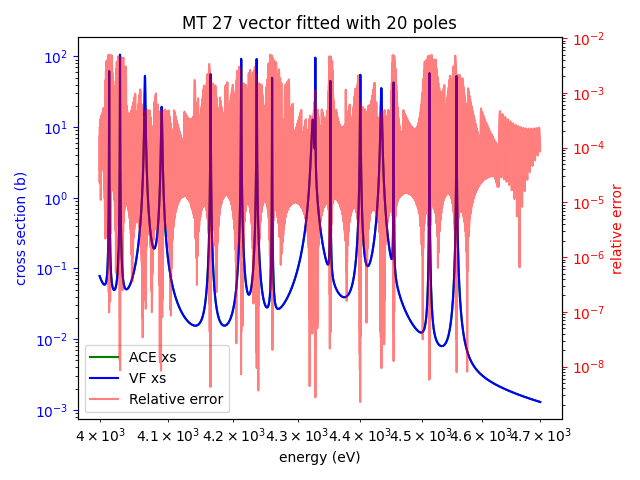 MT 27 vector fitted with 20 poles
10² 10¹ 10⁰ 10⁻¹ 10⁻² 10⁻³
cross section (b)
10⁻² 10⁻³ 10⁻⁴ 10⁻⁵ 10⁻⁶ 10⁻⁷ 10⁻⁸
relative error
ACE xs
VF xs
Relative error
4 × 10³ 4.1 × 10³ 4.2 × 10³ 4.3 × 10³ 4.4 × 10³ 4.5 × 10³ 4.6 × 10³ 4.7 × 10³
energy (eV)